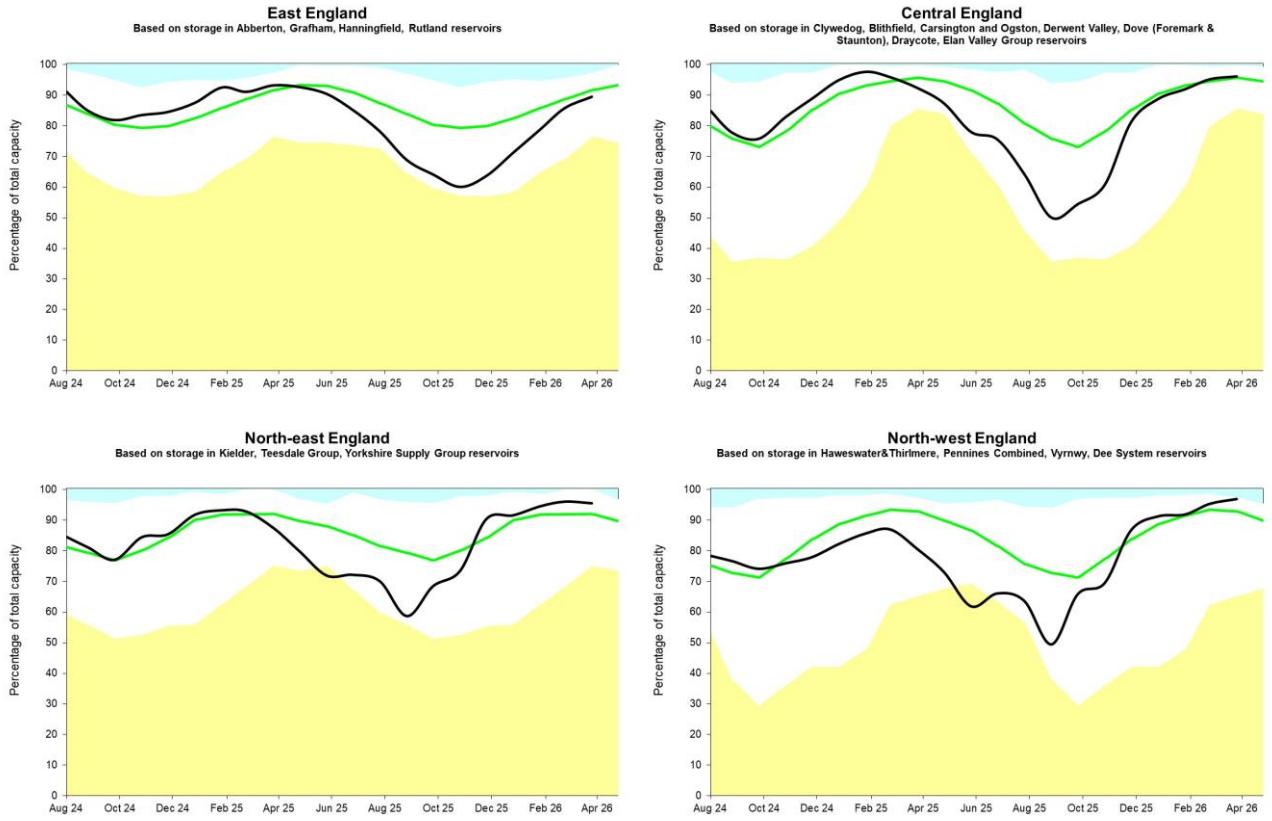 East England
Based on storage in Abberton, Grafham, Hanningfield, Rutland reservoirs
Percentage of total capacity
100
90
80
70
60
50
40
30
20
10
0
Aug 24 Oct 24 Dec 24 Feb 25 Apr 25 Jun 25 Aug 25 Oct 25 Dec 25 Feb 26 Apr 26
Central England
Based on storage in Clywedog, Blithfield, Carsington and Ogston, Derwent Valley, Dove (Foremark &
Staunton), Draycote, Elan Valley Group reservoirs
Percentage of total capacity
100
90
80
70
60
50
40
30
20
10
0
Aug 24 Oct 24 Dec 24 Feb 25 Apr 25 Jun 25 Aug 25 Oct 25 Dec 25 Feb 26 Apr 26
North-east England
Based on storage in Kielder, Teesdale Group, Yorkshire Supply Group reservoirs
Percentage of total capacity
100
90
80
70
60
50
40
30
20
10
0
Aug 24 Oct 24 Dec 24 Feb 25 Apr 25 Jun 25 Aug 25 Oct 25 Dec 25 Feb 26 Apr 26
North-west England
Based on storage in Haweswater&Thirlmere, Pennines Combined, Vyrnwy, Dee System reservoirs
Percentage of total capacity
100
90
80
70
60
50
40
30
20
10
0
Aug 24 Oct 24 Dec 24 Feb 25 Apr 25 Jun 25 Aug 25 Oct 25 Dec 25 Feb 26 Apr 26